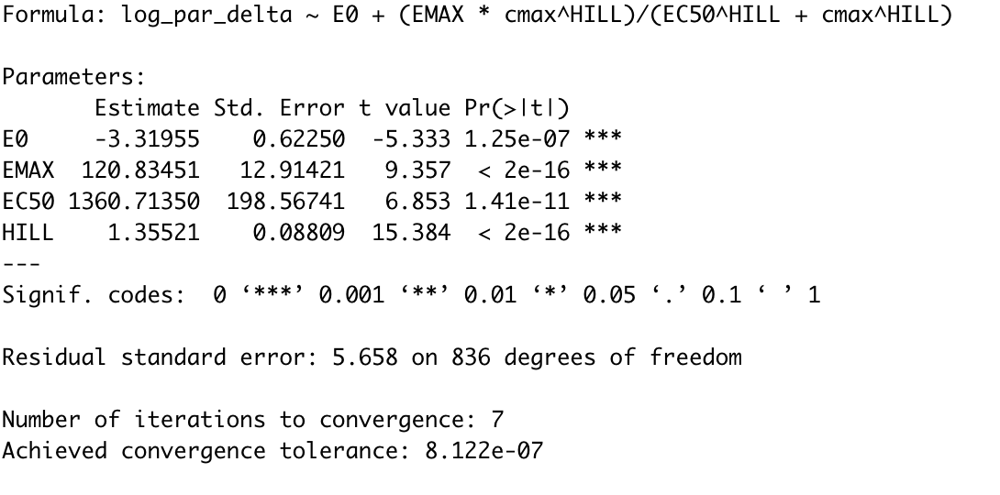 Formula: log_par_delta ~ E0 + (EMAX * cmax^HILL)/(EC50^HILL + cmax^HILL)
Parameters:
Estimate Std. Error t value Pr(>|t|)
E0 -3.31955 0.62250 -5.333 1.25e-07 ***
EMAX 120.83451 12.91421 9.357 < 2e-16 ***
EC50 1360.71350 198.56741 6.853 1.41e-11 ***
HILL 1.35521 0.08809 15.384 < 2e-16 ***
---
Signif. codes: 0 ‘***’ 0.001 ‘**’ 0.01 ‘*’ 0.05 ‘.’ 0.1 ‘ ’ 1
Residual standard error: 5.658 on 836 degrees of freedom
Number of iterations to convergence: 7
Achieved convergence tolerance: 8.122e-07